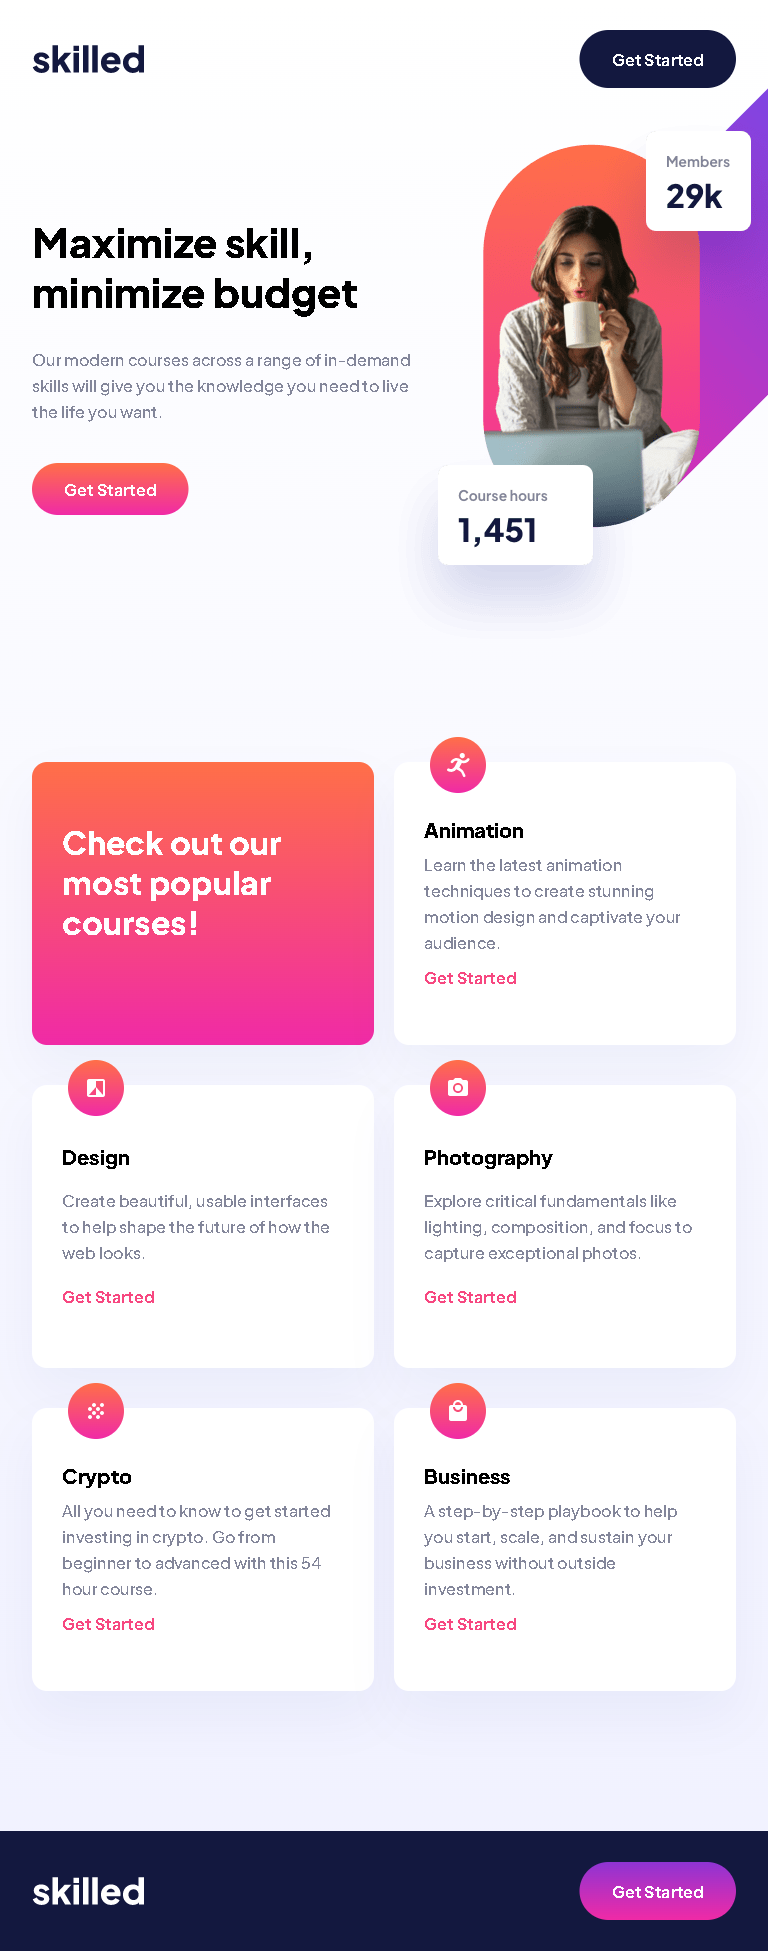 skilled
Get Started
Members
29k
Maximize skill,
minimize budget
Our modern courses across a range of in-demand
skills will give you the knowledge you need to live
the life you want.
Get Started
Course hours
1,451
Check out our
most popular
courses!
Animation
Learn the latest animation
techniques to create stunning
motion design and captivate your
audience.
Get Started
Design
Create beautiful, usable interfaces
to help shape the future of how the
web looks.
Get Started
Photography
Explore critical fundamentals like
lighting, composition, and focus to
capture exceptional photos.
Get Started
Crypto
All you need to know to get started
investing in crypto. Go from
beginner to advanced with this 54
hour course.
Get Started
Business
A step-by-step playbook to help
you start, scale, and sustain your
business without outside
investment.
Get Started
skilled
Get Started